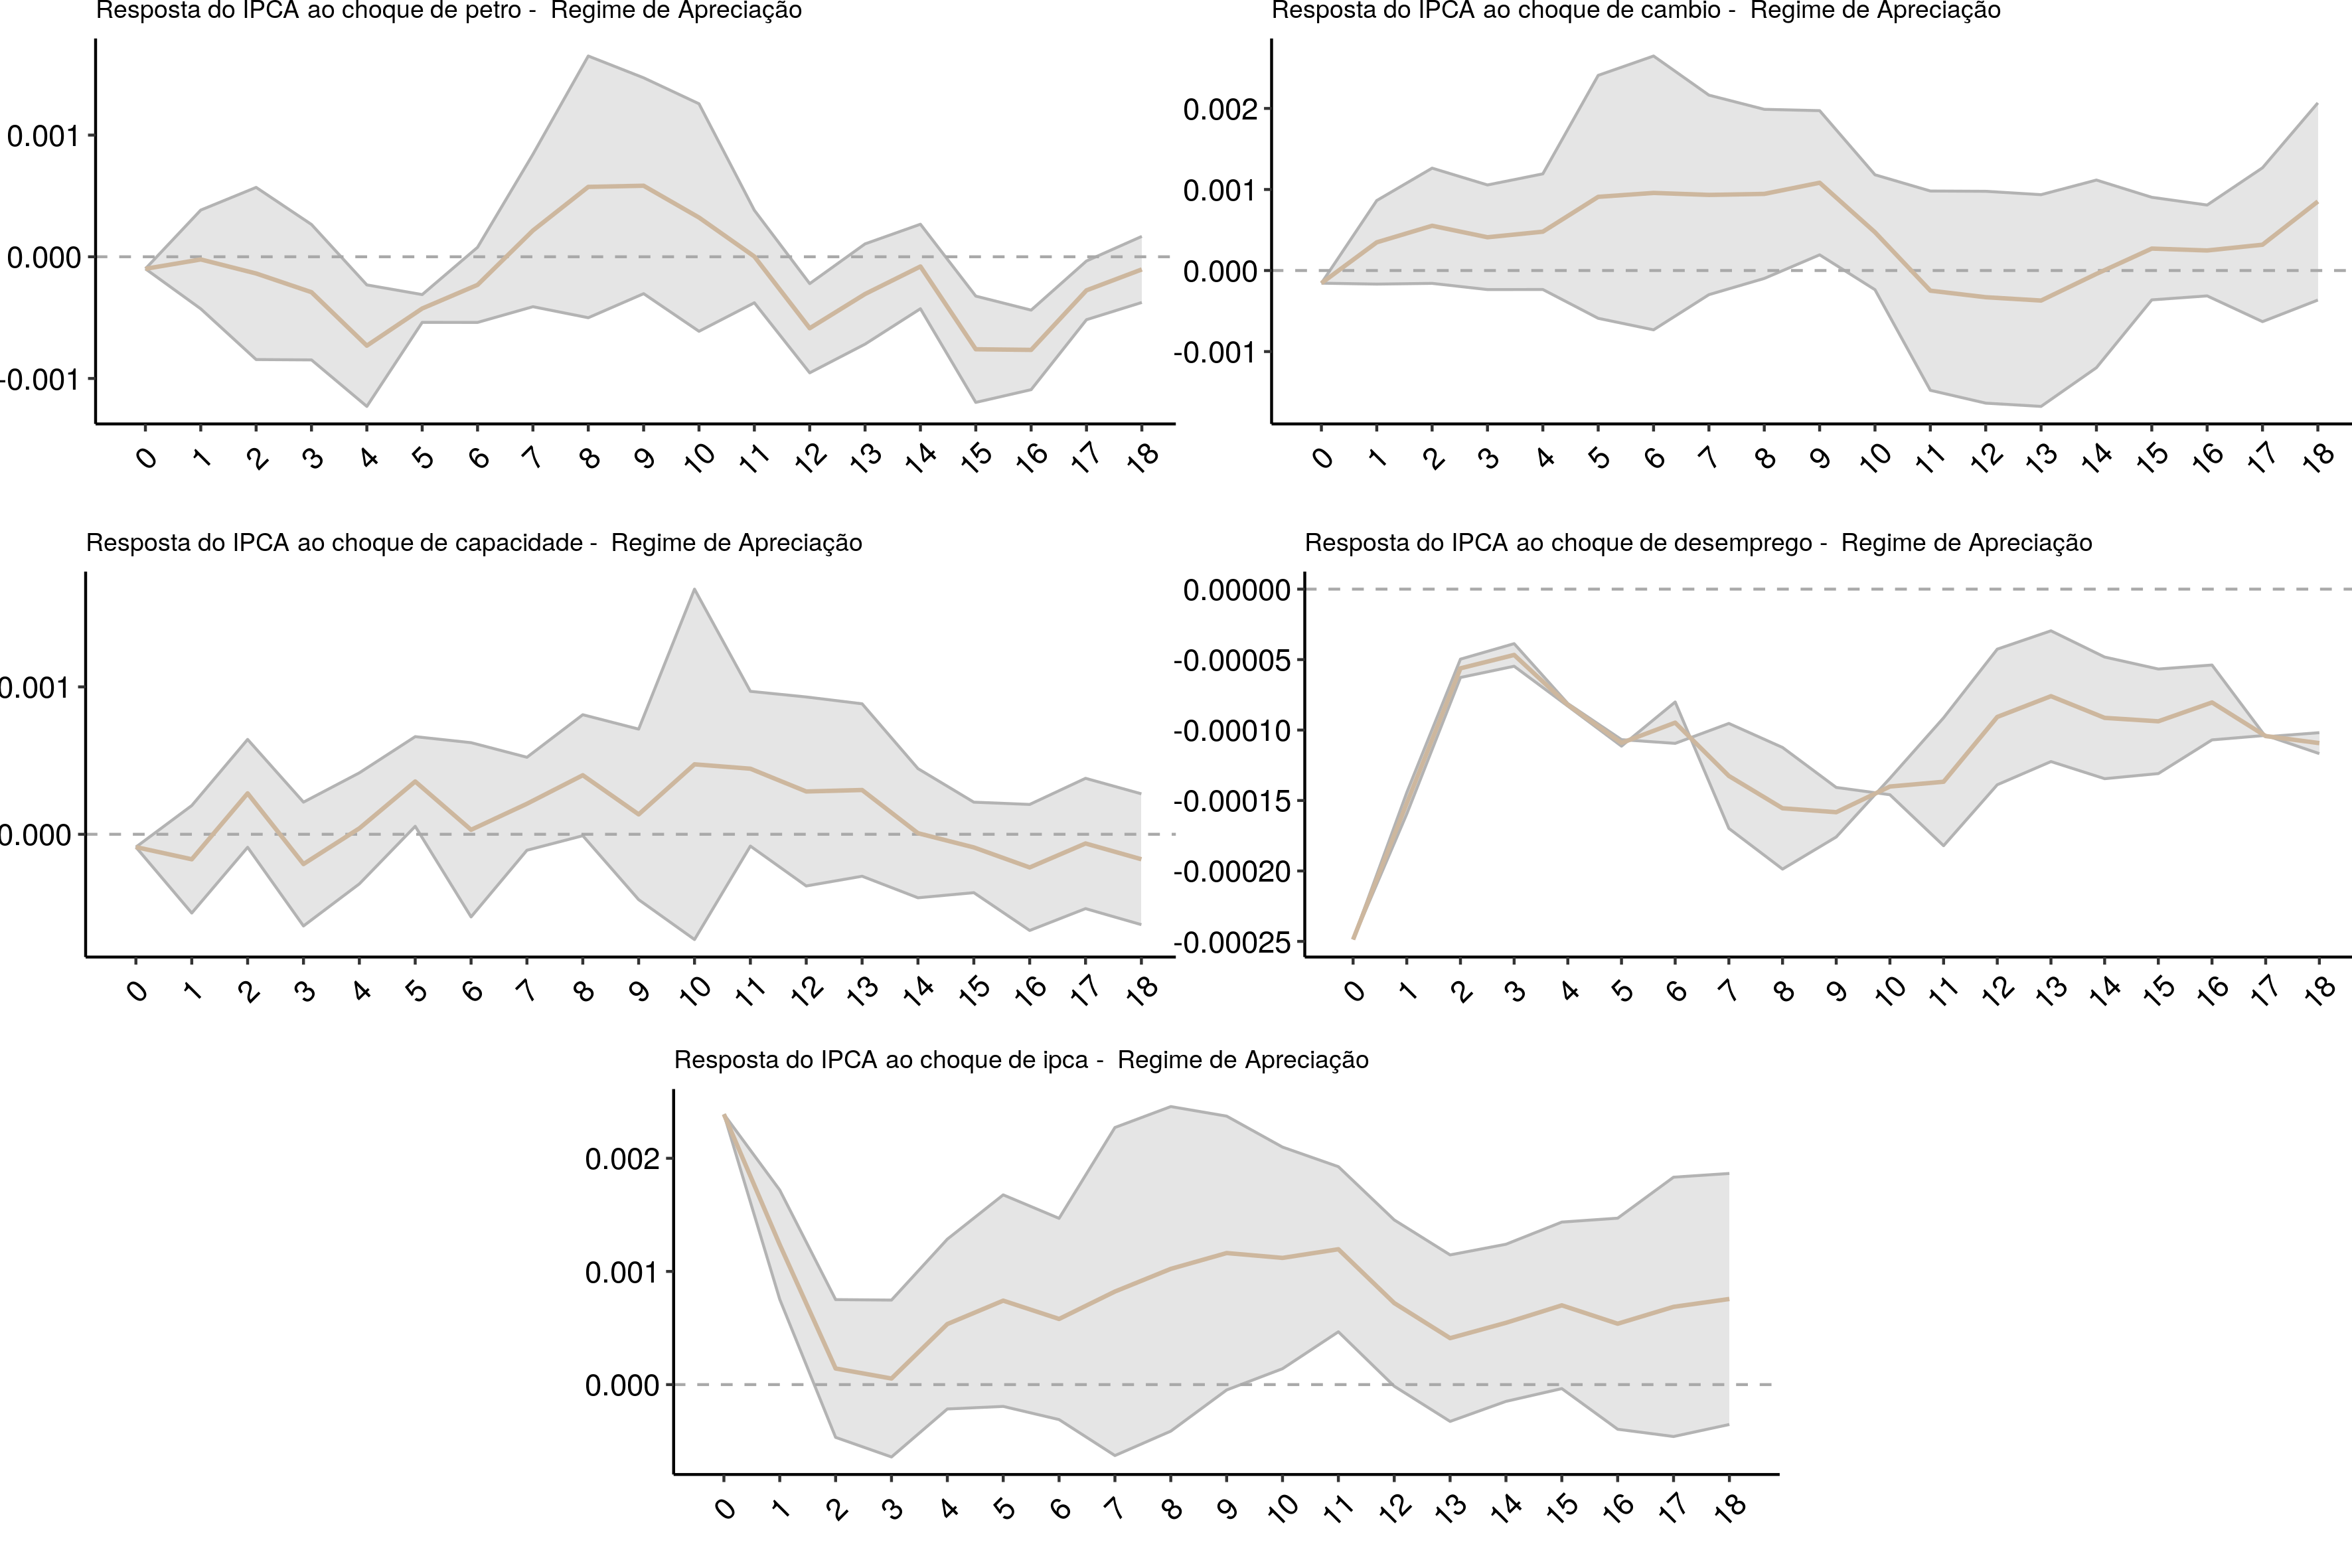 Resposta do IPCA ao choque de petro - Regime de Apreciação
0.001
0.000
-0.001
0 1 2 3 4 5 6 7 8 9 10 11 12 13 14 15 16 17 18
Resposta do IPCA ao choque de cambio - Regime de Apreciação
0.002
0.001
0.000
-0.001
0 1 2 3 4 5 6 7 8 9 10 11 12 13 14 15 16 17 18
Resposta do IPCA ao choque de capacidade - Regime de Apreciação
0.001
0.000
0 1 2 3 4 5 6 7 8 9 10 11 12 13 14 15 16 17 18
Resposta do IPCA ao choque de desemprego - Regime de Apreciação
0.00000
-0.00005
-0.00010
-0.00015
-0.00020
-0.00025
0 1 2 3 4 5 6 7 8 9 10 11 12 13 14 15 16 17 18
Resposta do IPCA ao choque de ipca - Regime de Apreciação
0.002
0.001
0.000
0 1 2 3 4 5 6 7 8 9 10 11 12 13 14 15 16 17 18